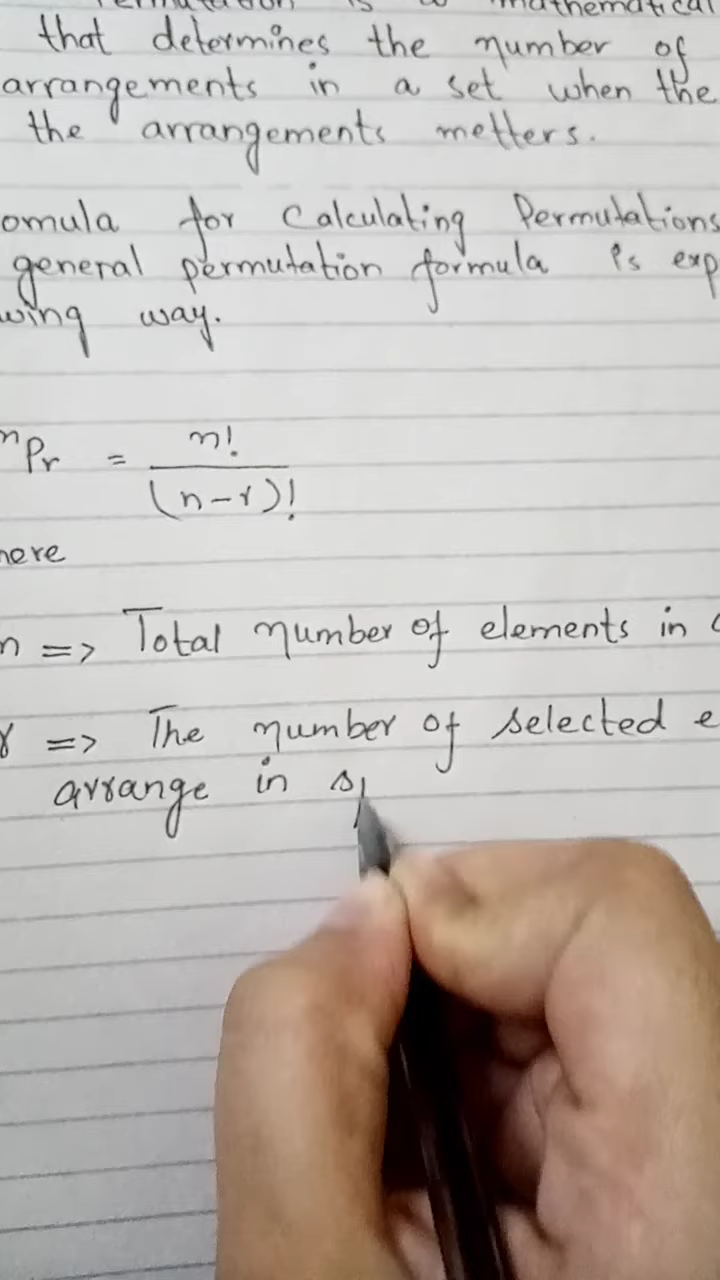 that determines the number of
arrangements in a set when the
the arrangements metters.
omula for Calculating Permutations
general permutation formula is exp
wing way.
nPr = n! / (n-r)!
here
n => Total number of elements in
r => The number of selected e
arrange in s